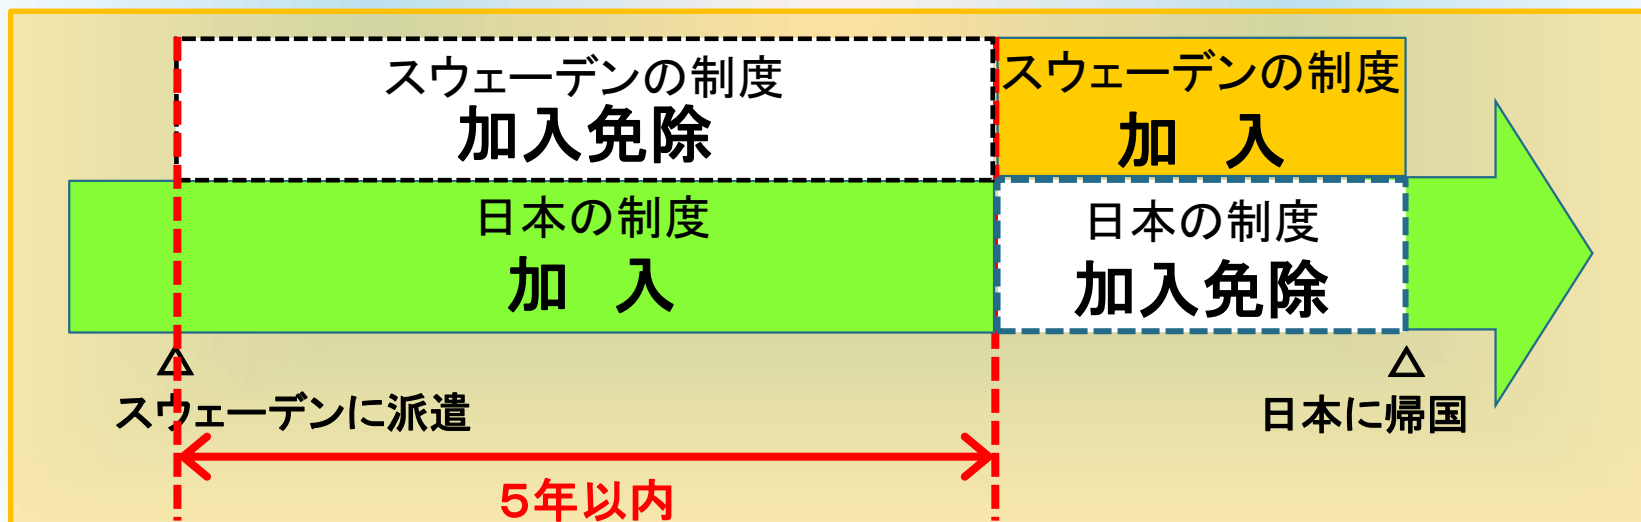 スウェーデンの制度
加入免除
スウェーデンの制度
加　入
日本の制度
加　入
日本の制度
加入免除
△
スウェーデンに派遣
△
日本に帰国
５年以内